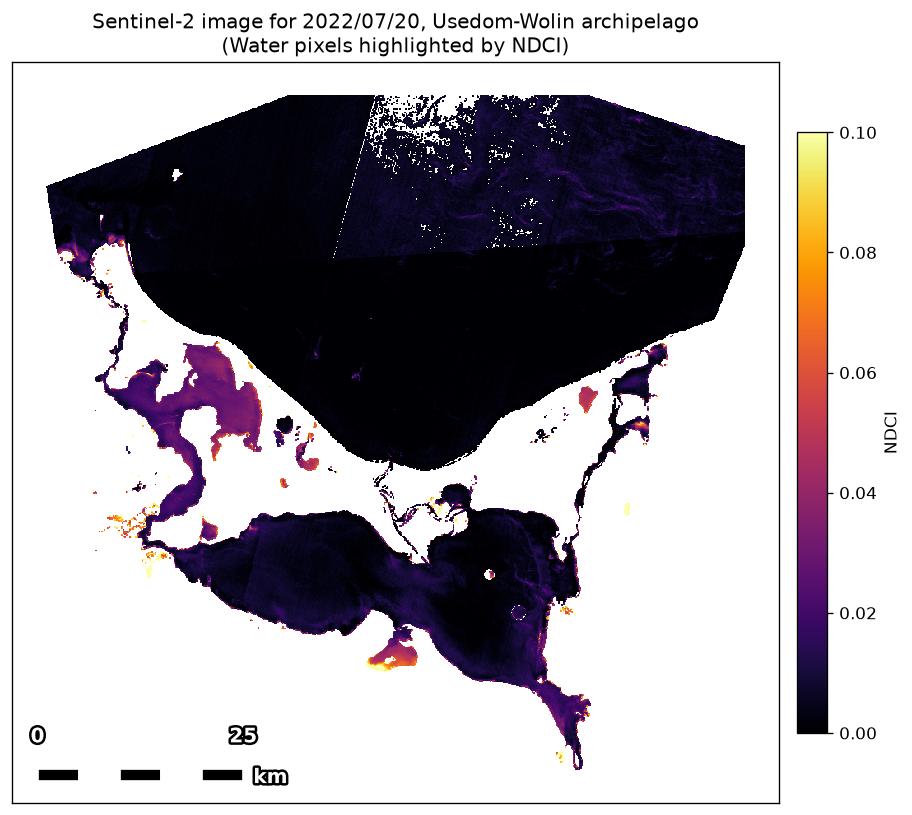 Sentinel-2 image for 2022/07/20, Usedom-Wolin archipelago
(Water pixels highlighted by NDCI)
0.10
0.08
0.06
0.04
0.02
0.00
NDCI
0 25
km